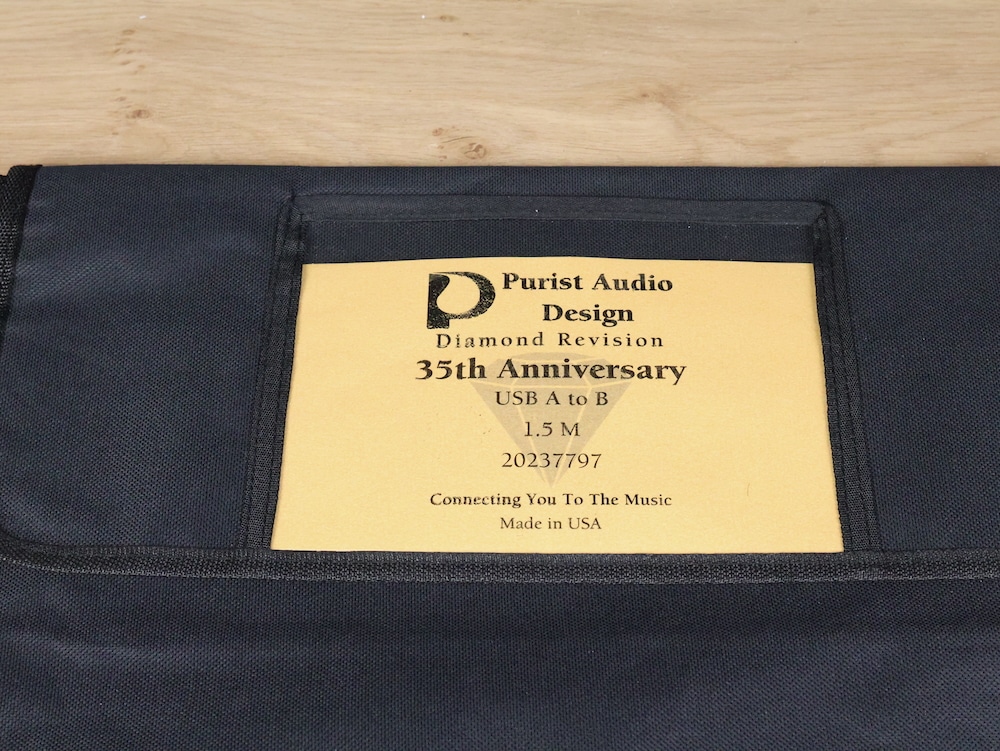 Purist Audio
Design
Diamond Revision
35th Anniversary
USB A to B
1.5 M
20237797
Connecting You To The Music
Made in USA